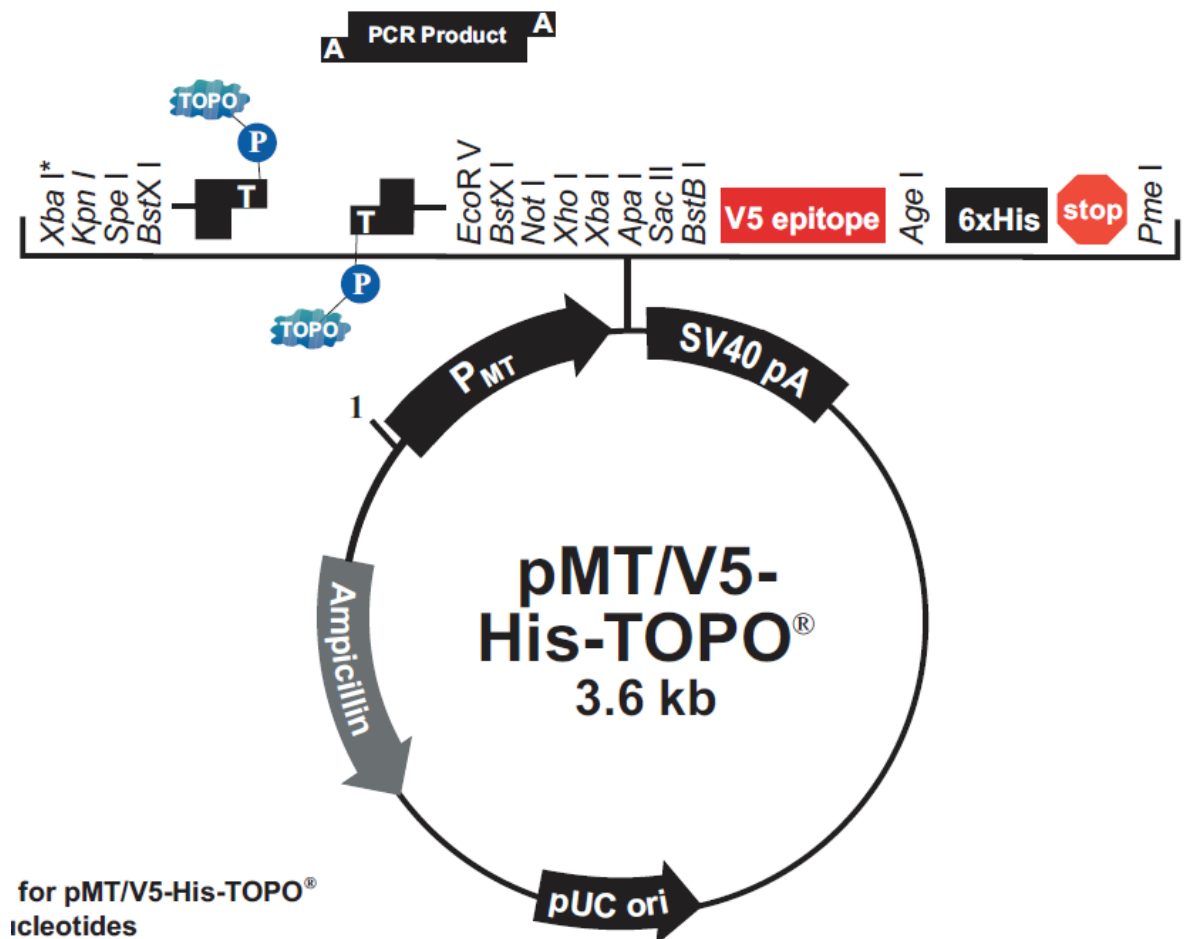 A PCR Product A
TOPO
P
T
T
P
TOPO
Xba I*
Kpn I
Spe I
BstX I
EcoR V
BstX I
Not I
Xho I
Xba I
Apa I
Sac II
BstB I
V5 epitope
Age I
6xHis
stop
Pme I
PMT
SV40 pA
1
Ampicillin
pMT/V5-
His-TOPO®
3.6 kb
pUC ori
for pMT/V5-His-TOPO®